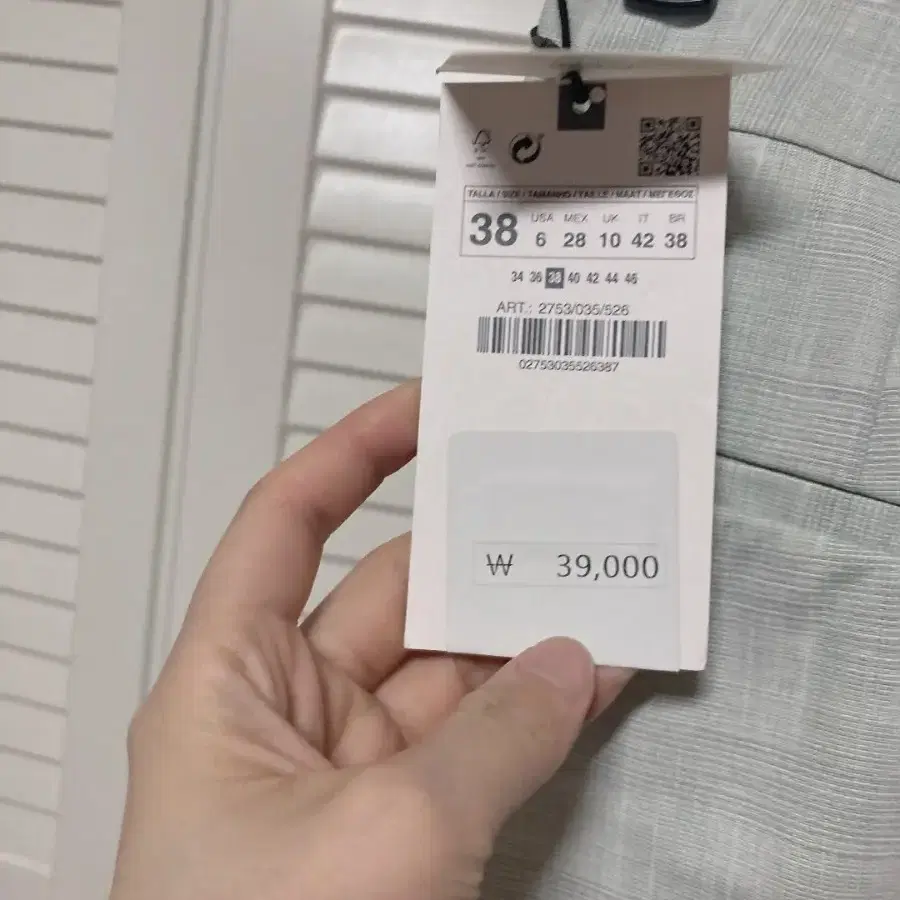 TALLA / SIZE / TAMANHO / TAILLE / MAAT / ΜΕΓΕΘΟΣ
38 USA 6 MEX 28 UK 10 IT 42 BR 38
34 36 38 40 42 44 46
ART.: 2753/035/526
02753035526387
₩ 39,000